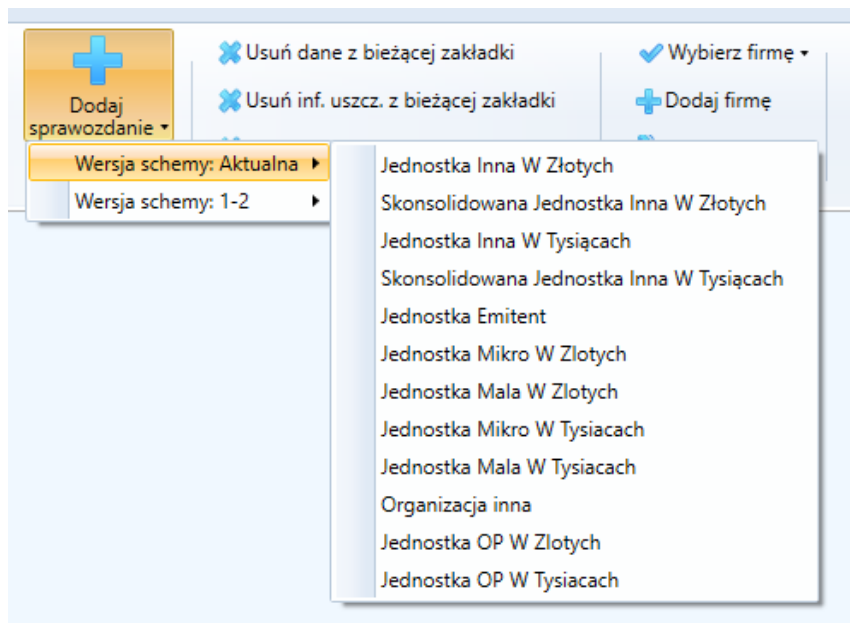 Dodaj
sprawozdanie
Usuń dane z bieżącej zakładki
Usuń inf. uszcz. z bieżącej zakładki
Wybierz firmę
Dodaj firmę
Wersja schemy: Aktualna
Wersja schemy: 1-2
Jednostka Inna W Złotych
Skonsolidowana Jednostka Inna W Złotych
Jednostka Inna W Tysiącach
Skonsolidowana Jednostka Inna W Tysiącach
Jednostka Emitent
Jednostka Mikro W Zlotych
Jednostka Mala W Zlotych
Jednostka Mikro W Tysiacach
Jednostka Mala W Tysiacach
Organizacja inna
Jednostka OP W Zlotych
Jednostka OP W Tysiacach